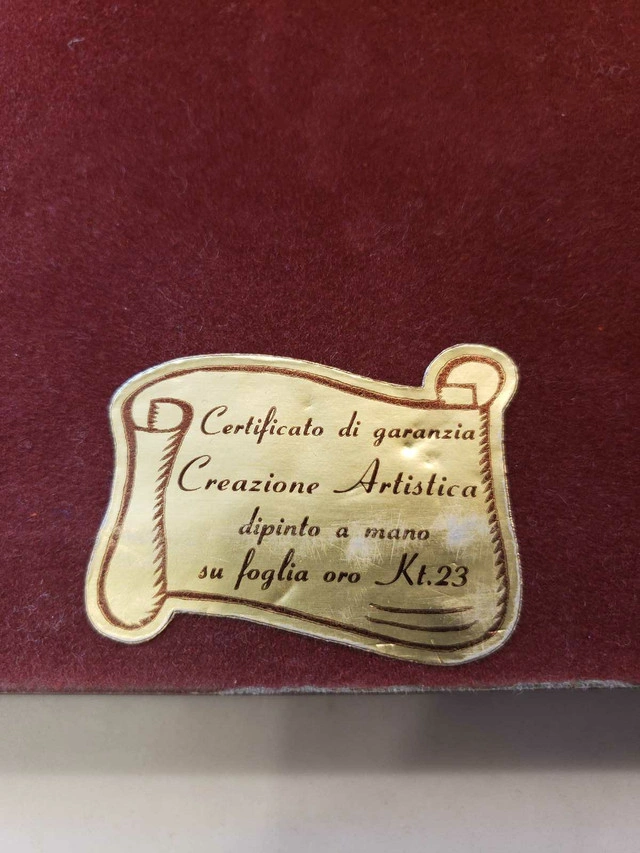 Certificato di garanzia
Creazione Artistica
dipinto a mano
su foglia oro Kt.23